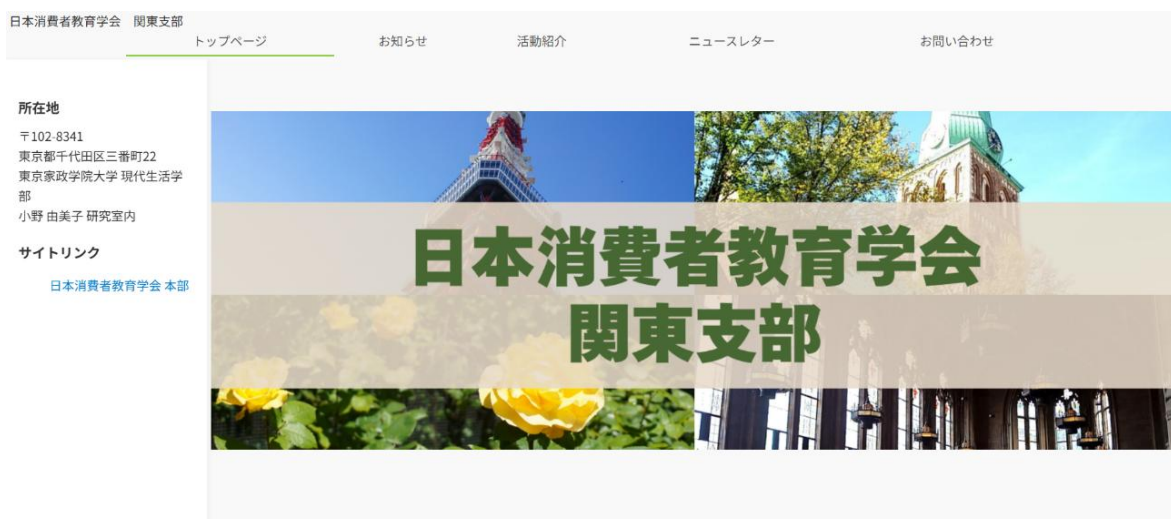 日本消費者教育学会　関東支部
トップページ
お知らせ
活動紹介
ニュースレター
お問い合わせ
所在地
〒102-8341
東京都千代田区三番町22
東京家政学院大学 現代生活学
部
小野 由美子 研究室内
サイトリンク
日本消費者教育学会 本部
日本消費者教育学会
関東支部